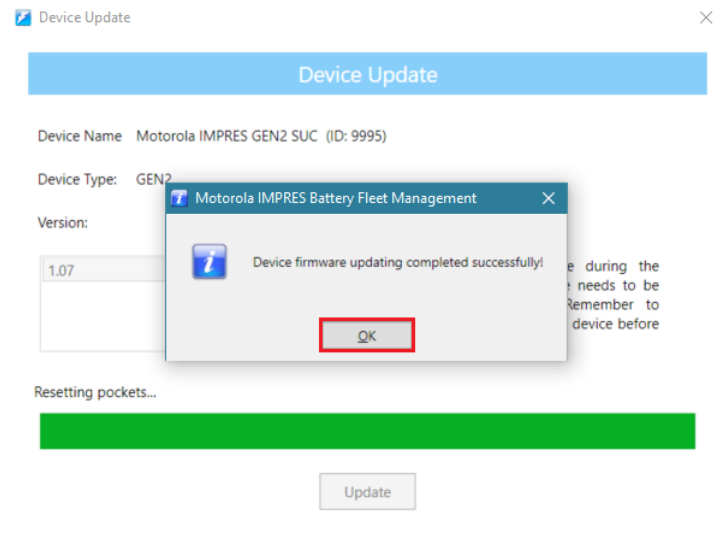 Device Update
Device Update
Device Name Motorola IMPRES GEN2 SUC (ID: 9995)
Device Type: GEN2
Motorola IMPRES Battery Fleet Management
Version:
Device firmware updating completed successfully!
1.07
e during the
needs to be
Remember to
device before
OK
Resetting pockets...
Update